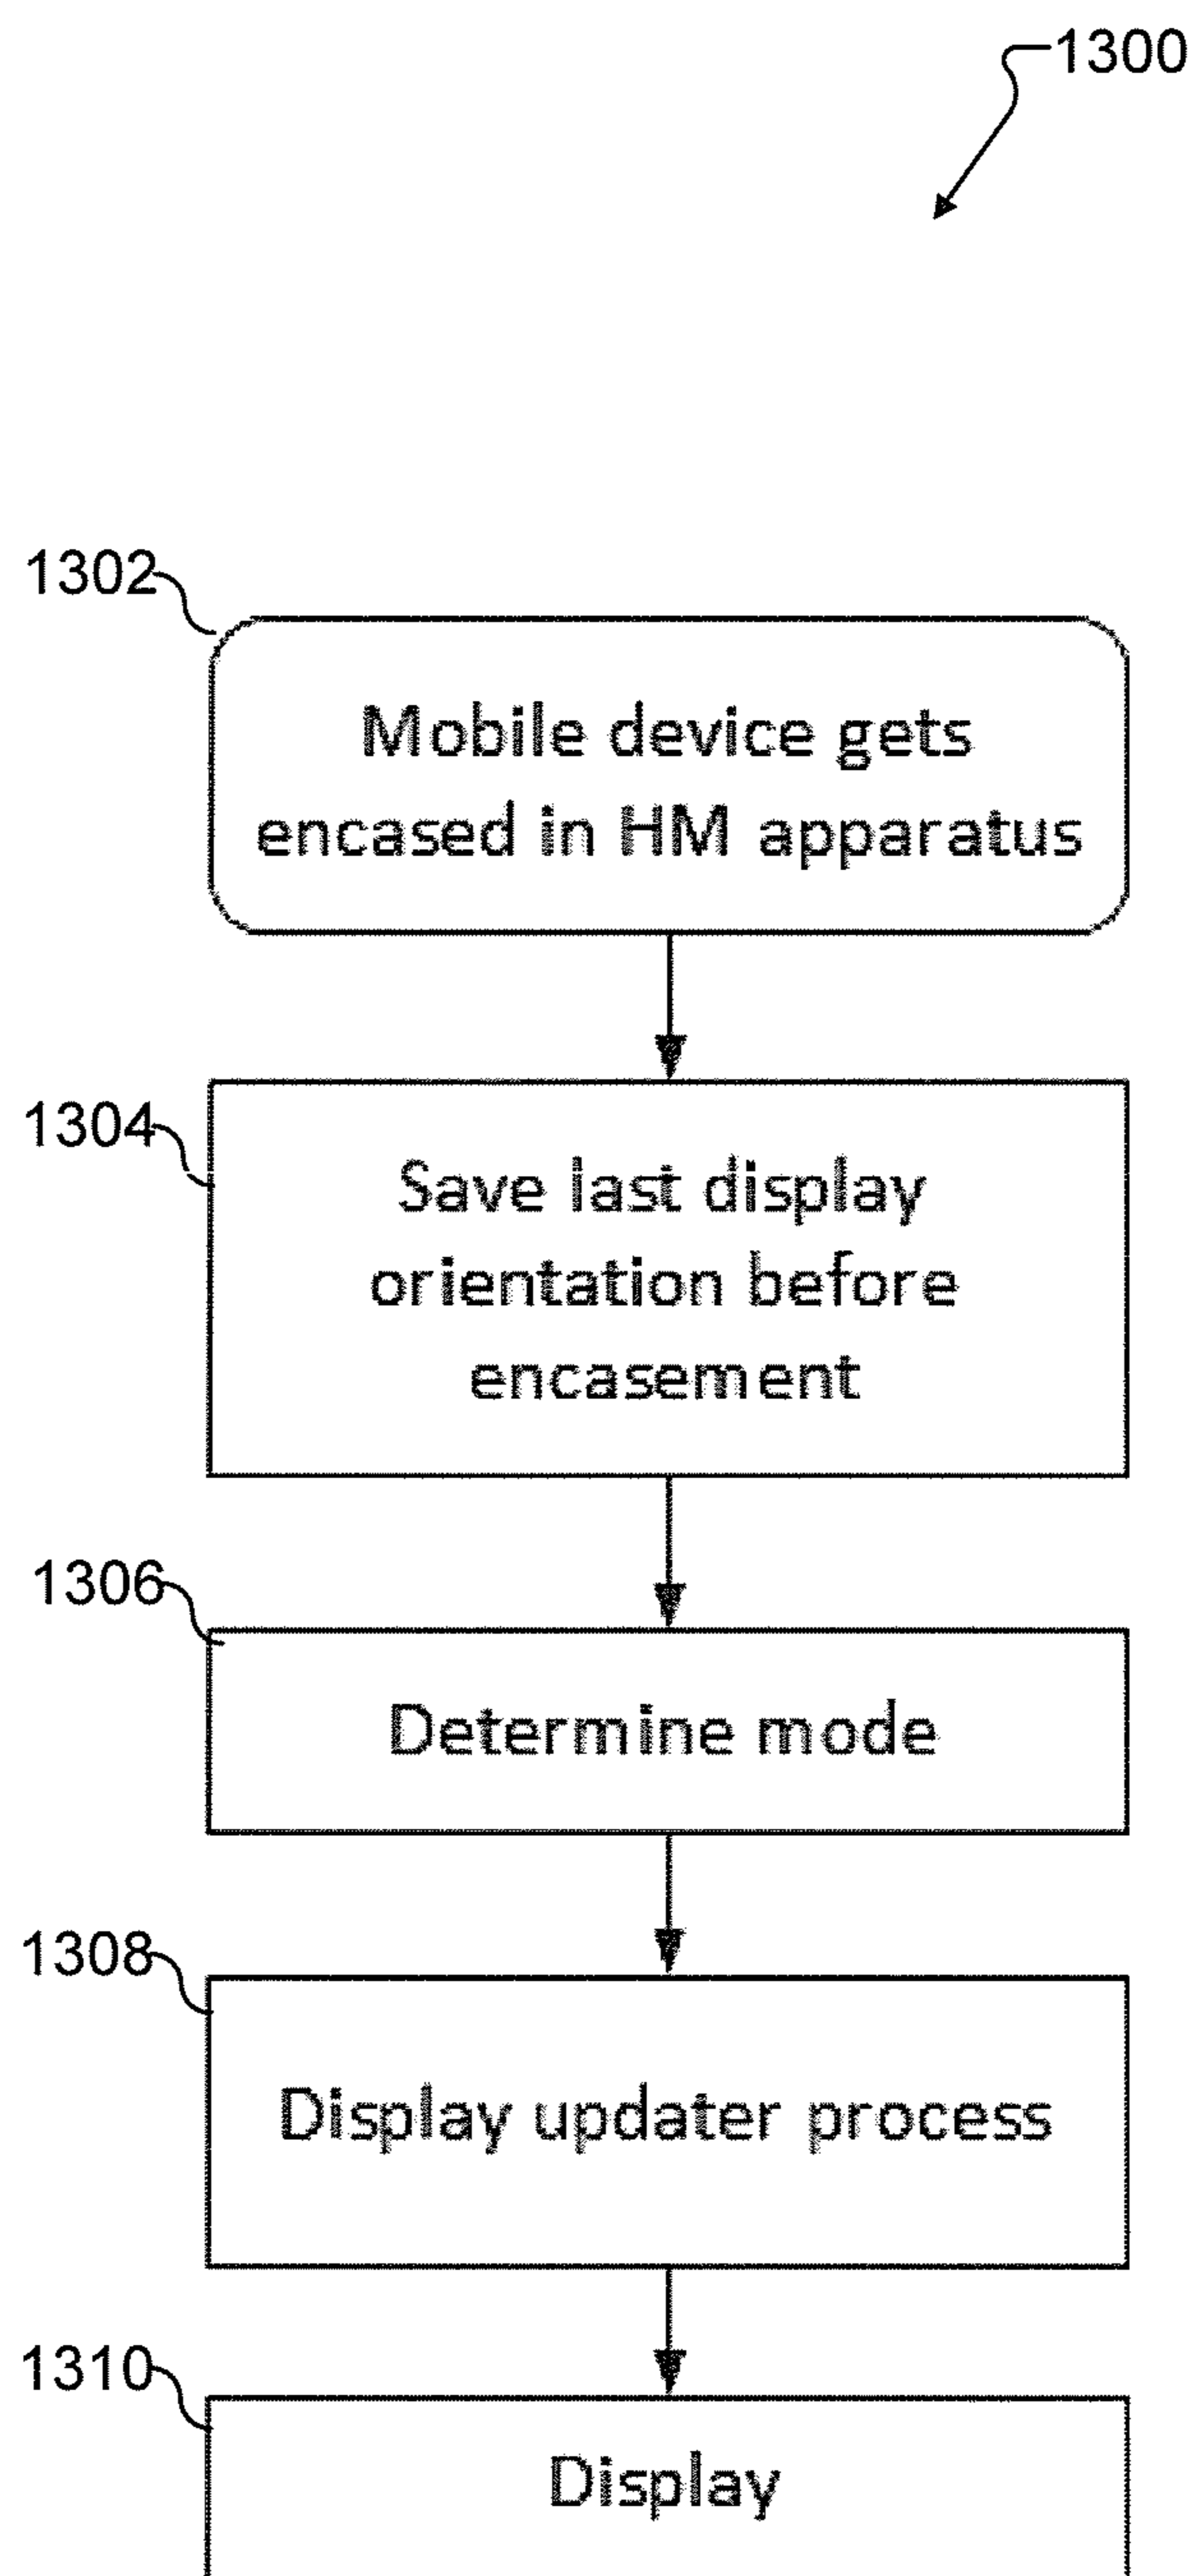 1300
1302
Mobile device gets
encased in HM apparatus
1304
Save last display
orientation before
encasement
1306
Determine mode
1308
Display updater process
1310
Display